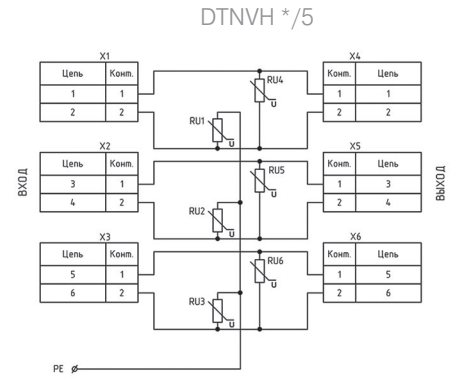 DTNVH */5
X1
X4
Цепь Конт.
Конт. Цепь
RU4
1 1
1 1
U
2 2
2 2
RU1
U
X2
X5
Цепь Конт.
Конт. Цепь
RU5
3 1
1 3
U
4 2
2 4
RU2
U
ВХОД
ВЫХОД
X3
X6
Цепь Конт.
Конт. Цепь
RU6
5 1
1 5
U
6 2
2 6
RU3
U
PE